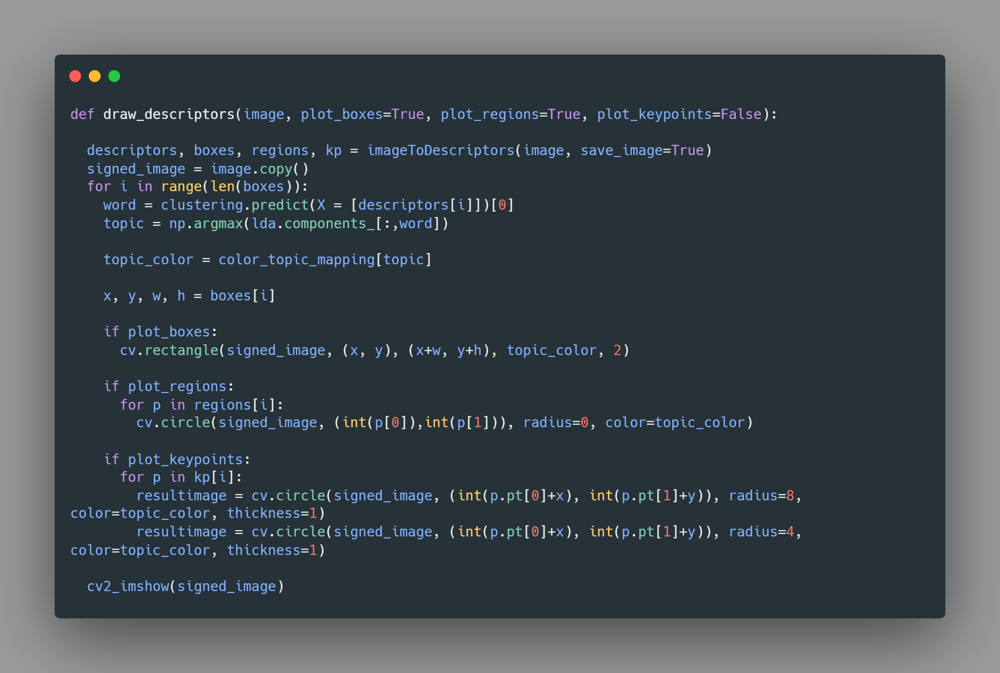 def draw_descriptors(image, plot_boxes=True, plot_regions=True, plot_keypoints=False):

  descriptors, boxes, regions, kp = imageToDescriptors(image, save_image=True)
  signed_image = image.copy()
  for i in range(len(boxes)):
    word = clustering.predict(X = [descriptors[i]])[0]
    topic = np.argmax(lda.components_[:,word])

    topic_color = color_topic_mapping[topic]

    x, y, w, h = boxes[i]

    if plot_boxes:
      cv.rectangle(signed_image, (x, y), (x+w, y+h), topic_color, 2)

    if plot_regions:
      for p in regions[i]:
        cv.circle(signed_image, (int(p[0]),int(p[1])), radius=0, color=topic_color)

    if plot_keypoints:
      for p in kp[i]:
        resultimage = cv.circle(signed_image, (int(p.pt[0]+x), int(p.pt[1]+y)), radius=8,
color=topic_color, thickness=1)
        resultimage = cv.circle(signed_image, (int(p.pt[0]+x), int(p.pt[1]+y)), radius=4,
color=topic_color, thickness=1)

  cv2_imshow(signed_image)